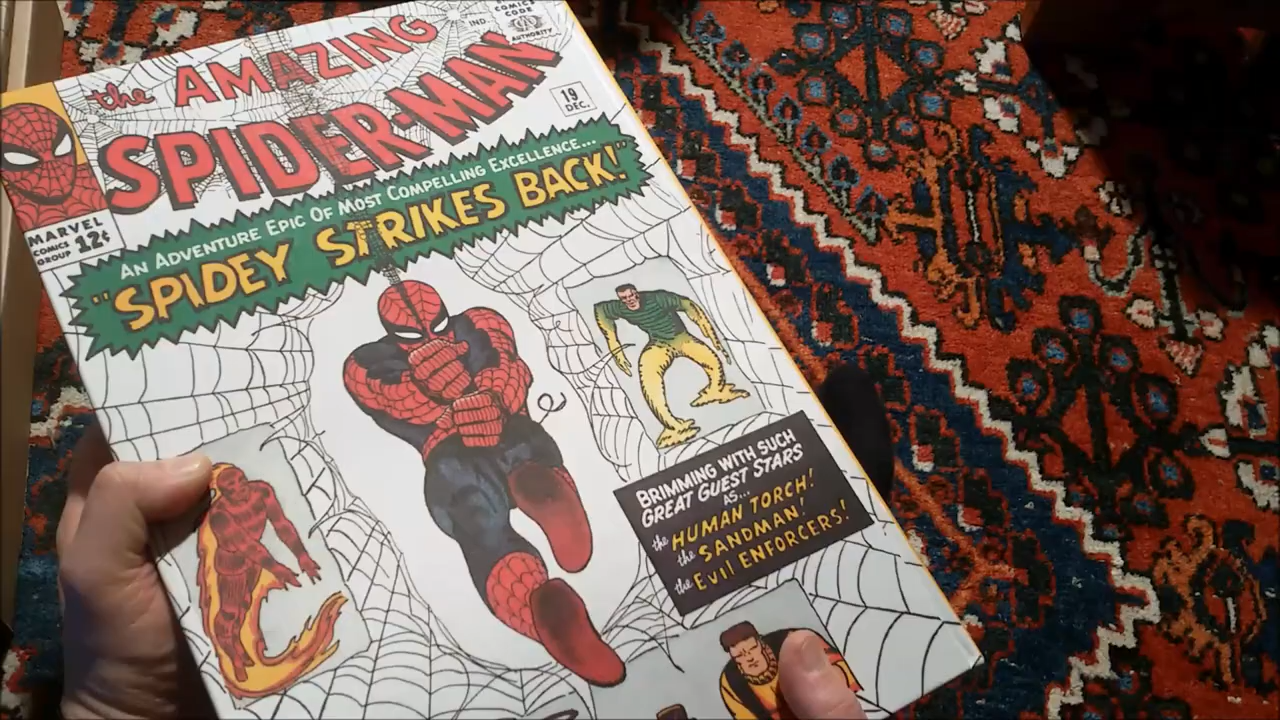 the AMAZING
SPIDER-MAN
IND.
COMICS
CODE
AUTHORITY
19
DEC.
MARVEL
COMICS
GROUP
12¢
AN ADVENTURE EPIC OF MOST COMPELLING EXCELLENCE...
"SPIDEY STRIKES BACK!"
BRIMMING WITH SUCH
GREAT GUEST STARS
AS...
the HUMAN TORCH!
the SANDMAN!
the EVIL ENFORCERS!